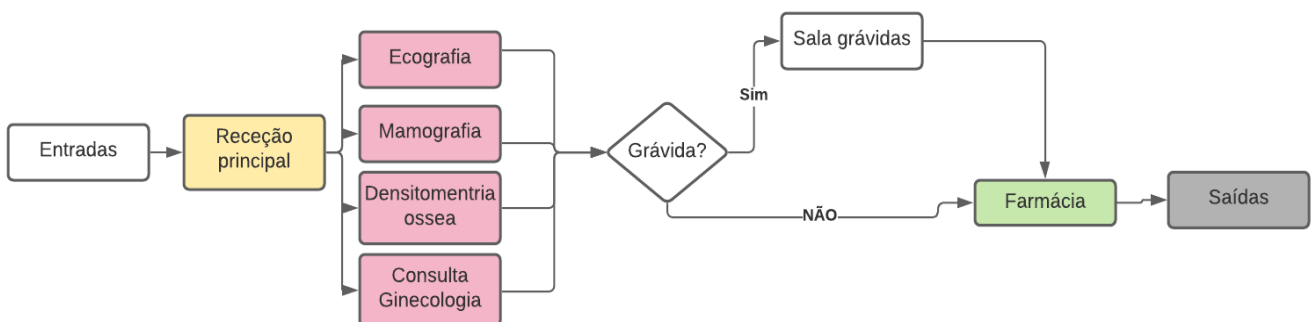 Entradas
Receção
principal
Ecografia
Mamografia
Densitomentria
ossea
Consulta
Ginecologia
Grávida?
Sim
Sala grávidas
NÃO
Farmácia
Saídas